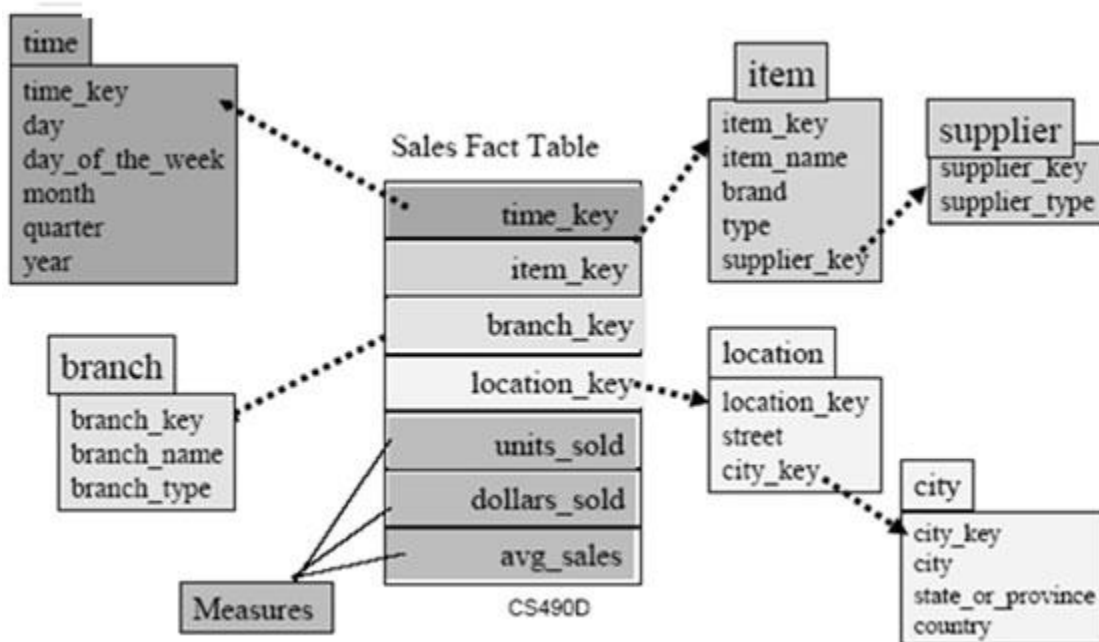 time
time_key
day
day_of_the_week
month
quarter
year
Sales Fact Table
time_key
item_key
branch_key
location_key
units_sold
dollars_sold
avg_sales
CS490D
branch
branch_key
branch_name
branch_type
Measures
item
item_key
item_name
brand
type
supplier_key
supplier
supplier_key
supplier_type
location
location_key
street
city_key
city
city_key
city
state_or_province
country